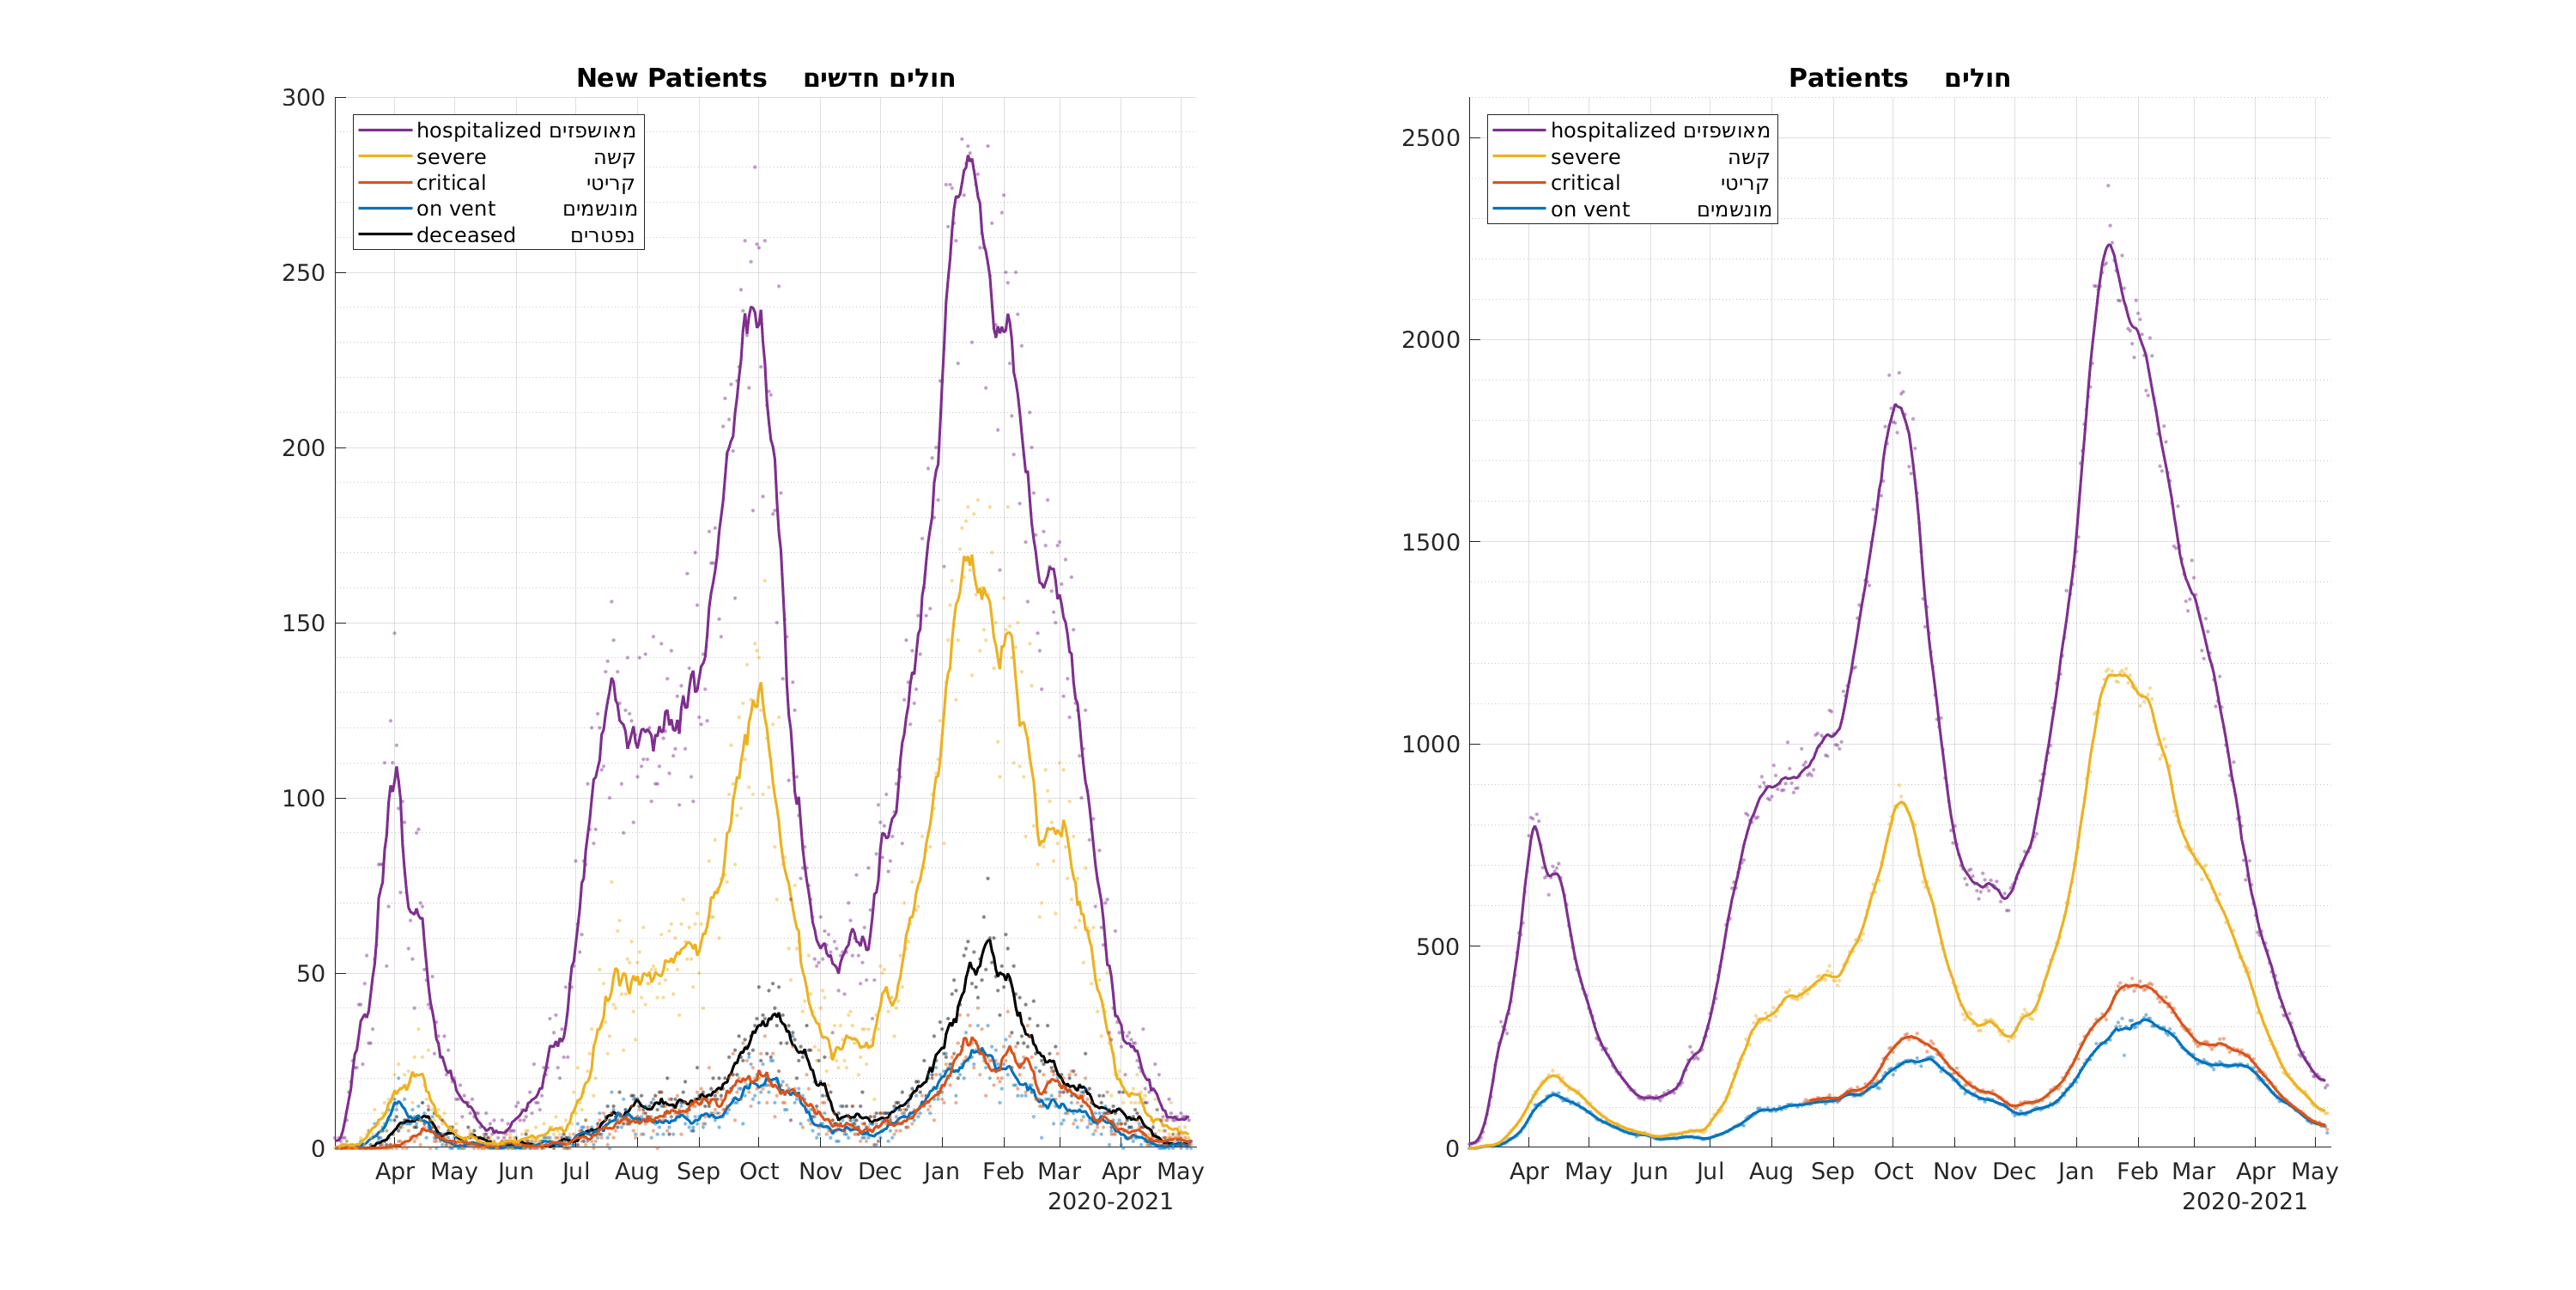 New Patients חולים חדשים
300
250
200
150
100
50
0
hospitalized מאושפזים
severe קשה
critical קריטי
on vent מונשמים
deceased נפטרים
Apr May Jun Jul Aug Sep Oct Nov Dec Jan Feb Mar Apr May
2020-2021
Patients חולים
2500
2000
1500
1000
500
0
hospitalized מאושפזים
severe קשה
critical קריטי
on vent מונשמים
Apr May Jun Jul Aug Sep Oct Nov Dec Jan Feb Mar Apr May
2020-2021